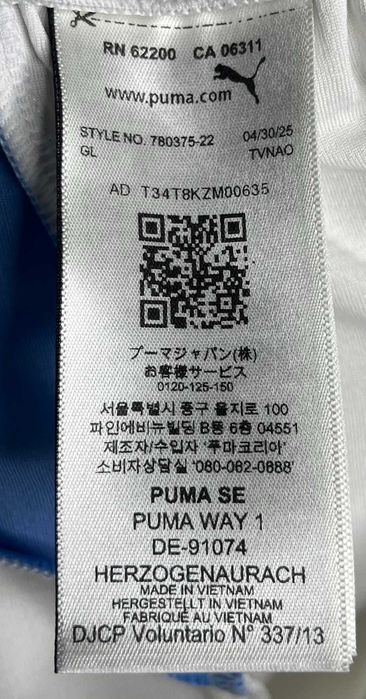 RN 62200 CA 06311
www.puma.com
STYLE NO. 780375-22 04/30/25
GL TVNAO
AD T34T8KZM00635
プーマジャパン(株)
お客様サービス
0120-125-150
서울특별시 중구 을지로 100
파인에비뉴빌딩 B동 6층 04551
제조자/수입자 '푸마코리아'
소비자상담실 '080-082-0888'
PUMA SE
PUMA WAY 1
DE-91074
HERZOGENAURACH
MADE IN VIETNAM
HERGESTELLT IN VIETNAM
FABRIQUÉ AU VIETNAM
DJCP Voluntario N° 337/13